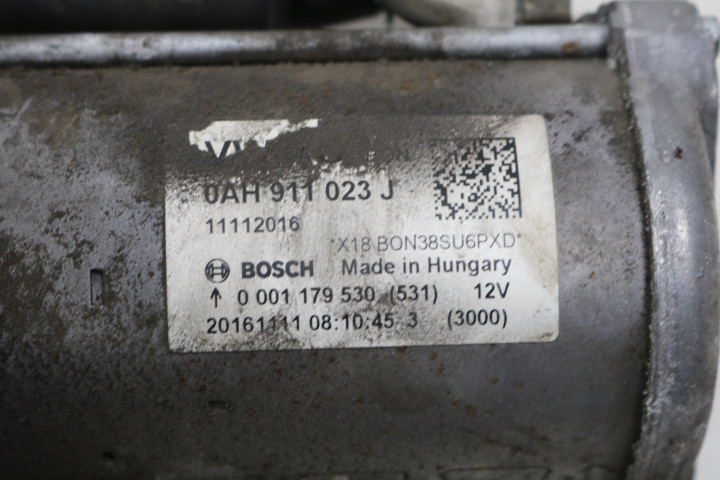 0AH 911 023 J
11112016
*X18 BON38SU6PXD*
BOSCH Made in Hungary
↑ 0 001 179 530 (531) 12V
20161111 08:10:45 3 (3000)